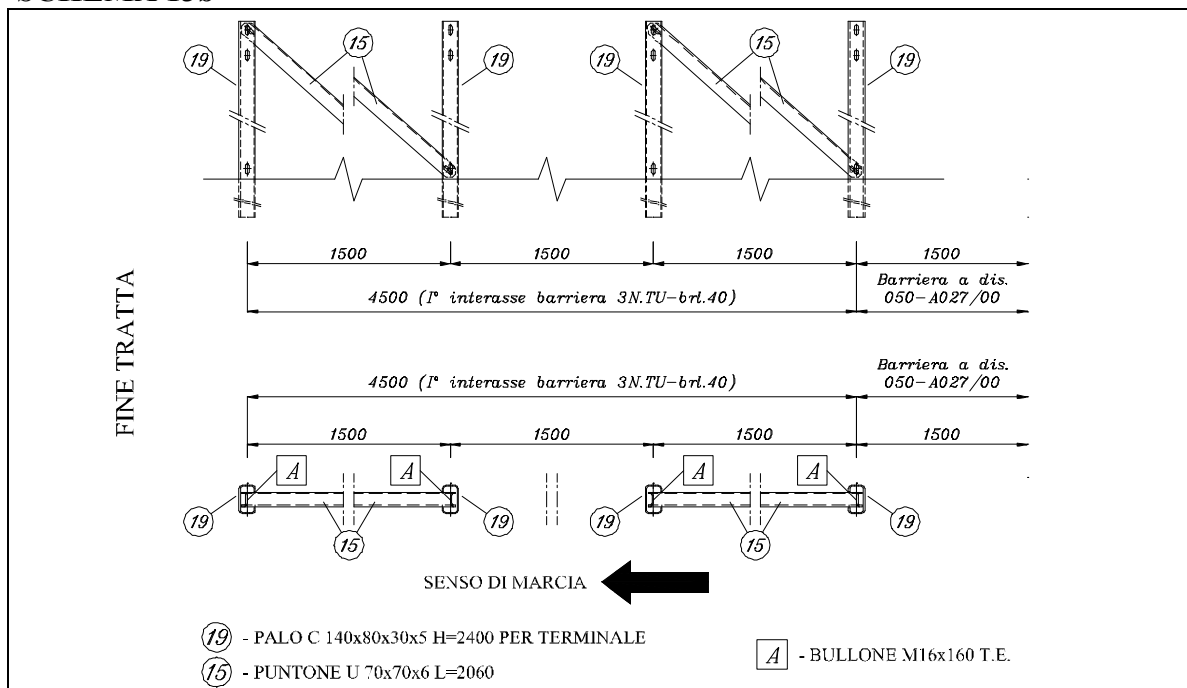 15
15
19
19
19
19
1500
1500
1500
1500
4500 (I° interasse barriera 3N.TU-brl.40)
Barriera a dis.
050-A027/00
FINE TRATTA
4500 (I° interasse barriera 3N.TU-brl.40)
Barriera a dis.
050-A027/00
1500
1500
1500
1500
A
A
A
A
19
19
19
19
15
15
SENSO DI MARCIA
19 - PALO C 140x80x30x5 H=2400 PER TERMINALE
15 - PUNTONE U 70x70x6 L=2060
A - BULLONE M16x160 T.E.